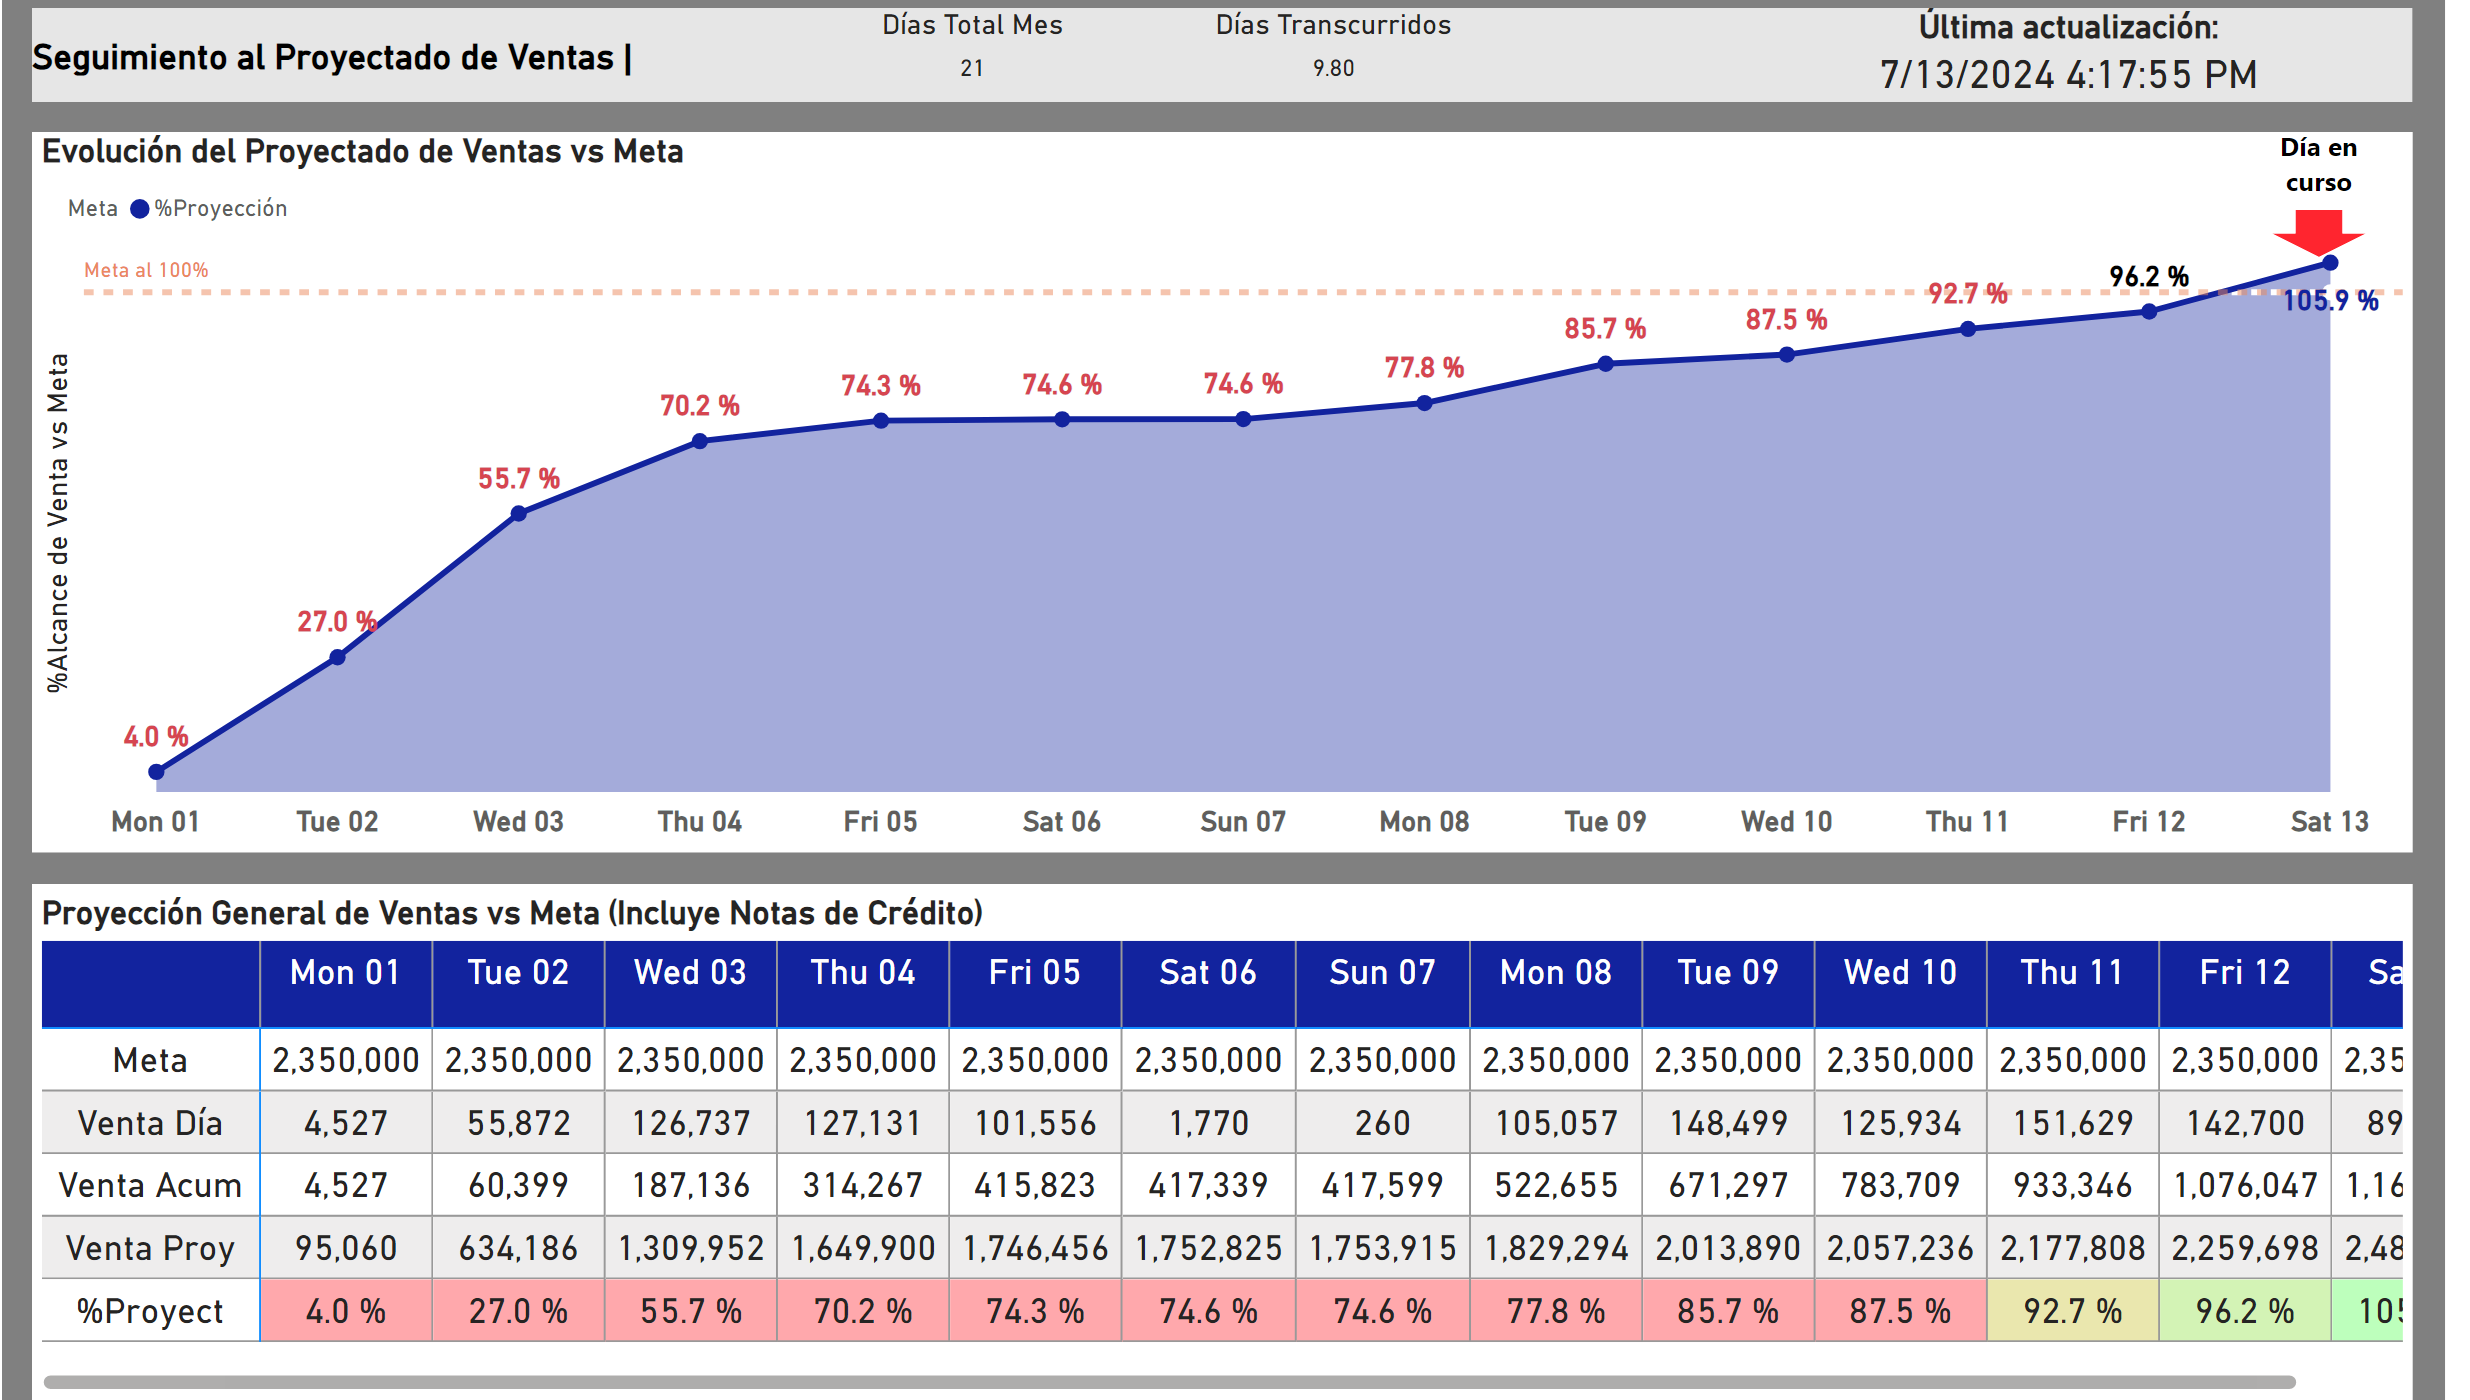 Seguimiento al Proyectado de Ventas |
Días Total Mes
21
Días Transcurridos
9.80
Última actualización:
7/13/2024 4:17:55 PM
Evolución del Proyectado de Ventas vs Meta
Día en
curso
Meta %Proyección
Meta al 100%
%Alcance de Venta vs Meta
4.0 %
27.0 %
55.7 %
70.2 %
74.3 %
74.6 %
74.6 %
77.8 %
85.7 %
87.5 %
92.7 %
96.2 %
105.9 %
Mon 01 Tue 02 Wed 03 Thu 04 Fri 05 Sat 06 Sun 07 Mon 08 Tue 09 Wed 10 Thu 11 Fri 12 Sat 13
Proyección General de Ventas vs Meta (Incluye Notas de Crédito)
Mon 01 Tue 02 Wed 03 Thu 04 Fri 05 Sat 06 Sun 07 Mon 08 Tue 09 Wed 10 Thu 11 Fri 12 Sa
Meta 2,350,000 2,350,000 2,350,000 2,350,000 2,350,000 2,350,000 2,350,000 2,350,000 2,350,000 2,350,000 2,350,000 2,350,000 2,35
Venta Día 4,527 55,872 126,737 127,131 101,556 1,770 260 105,057 148,499 125,934 151,629 142,700 89
Venta Acum 4,527 60,399 187,136 314,267 415,823 417,339 417,599 522,655 671,297 783,709 933,346 1,076,047 1,16
Venta Proy 95,060 634,186 1,309,952 1,649,900 1,746,456 1,752,825 1,753,915 1,829,294 2,013,890 2,057,236 2,177,808 2,259,698 2,48
%Proyect 4.0 % 27.0 % 55.7 % 70.2 % 74.3 % 74.6 % 74.6 % 77.8 % 85.7 % 87.5 % 92.7 % 96.2 % 105